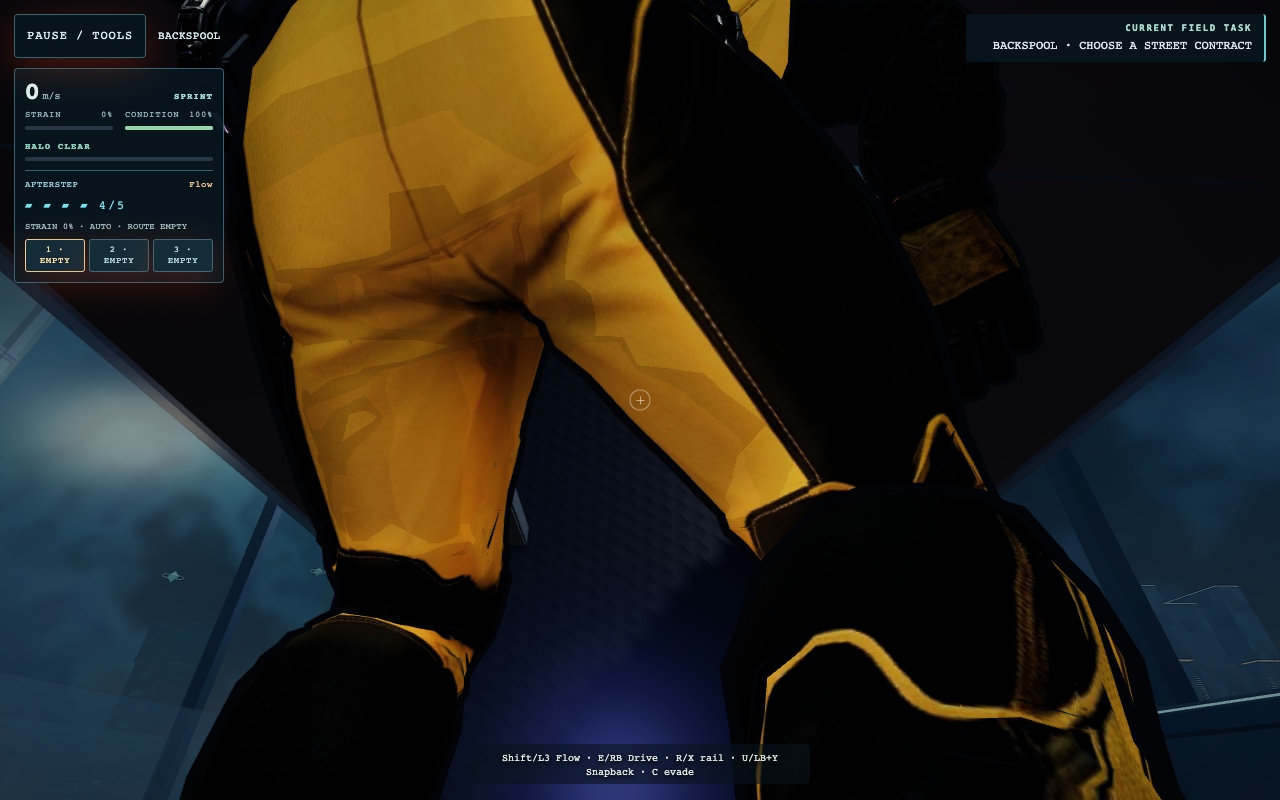 PAUSE / TOOLS
BACKSPOOL
CURRENT FIELD TASK
BACKSPOOL · CHOOSE A STREET CONTRACT
0 m/s
SPRINT
STRAIN 0%
CONDITION 100%
HALO CLEAR
AFTERSTEP
Flow
4/5
STRAIN 0% · AUTO · ROUTE EMPTY
1 ·
EMPTY
2 ·
EMPTY
3 ·
EMPTY
Shift/L3 Flow · E/RB Drive · R/X rail · U/LB+Y
Snapback · C evade